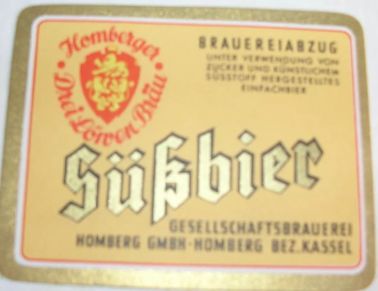 Homberger
Drei Löwen Bräu
BRAUEREIABZUG
UNTER VERWENDUNG VON
ZUCKER UND KÜNSTLICHEM
SÜSSTOFF HERGESTELLTES
EINFACHBIER
Süßbier
GESELLSCHAFTSBRAUEREI
HOMBERG GMBH·HOMBERG BEZ.KASSEL